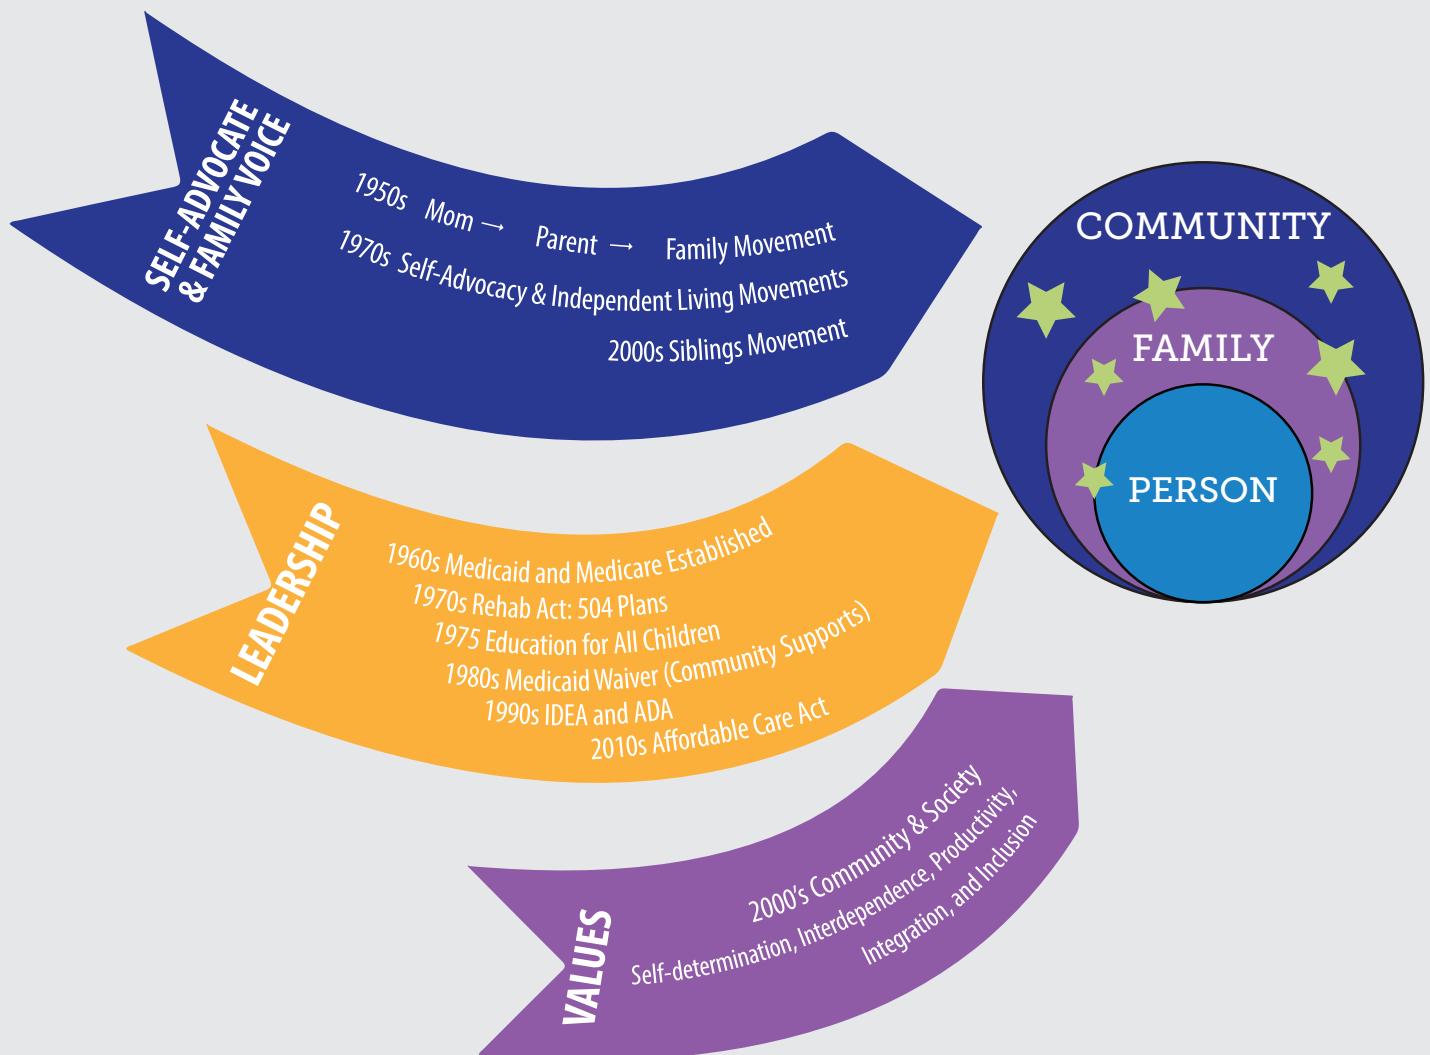 SELF-ADVOCATE
& FAMILY VOICE
1950s Mom → Parent → Family Movement
1970s Self-Advocacy & Independent Living Movements
2000s Siblings Movement
COMMUNITY
FAMILY
PERSON
LEADERSHIP
1960s Medicaid and Medicare Established
1970s Rehab Act: 504 Plans
1975 Education for All Children
1980s Medicaid Waiver (Community Supports)
1990s IDEA and ADA
2010s Affordable Care Act
VALUES
2000's Community & Society
Self-determination, Interdependence, Productivity,
Integration, and Inclusion